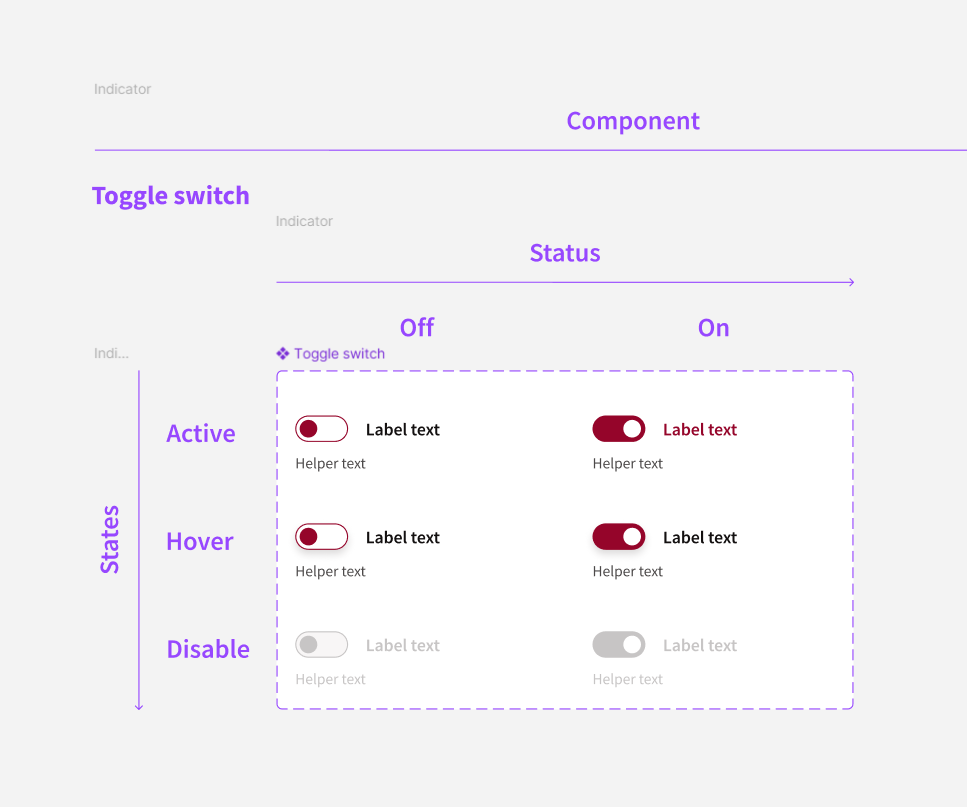 Indicator
Component
Toggle switch
Indicator
Status
Off
On
Indi...
Toggle switch
States
Active
Label text
Label text
Helper text
Helper text
Hover
Label text
Label text
Helper text
Helper text
Disable
Label text
Label text
Helper text
Helper text